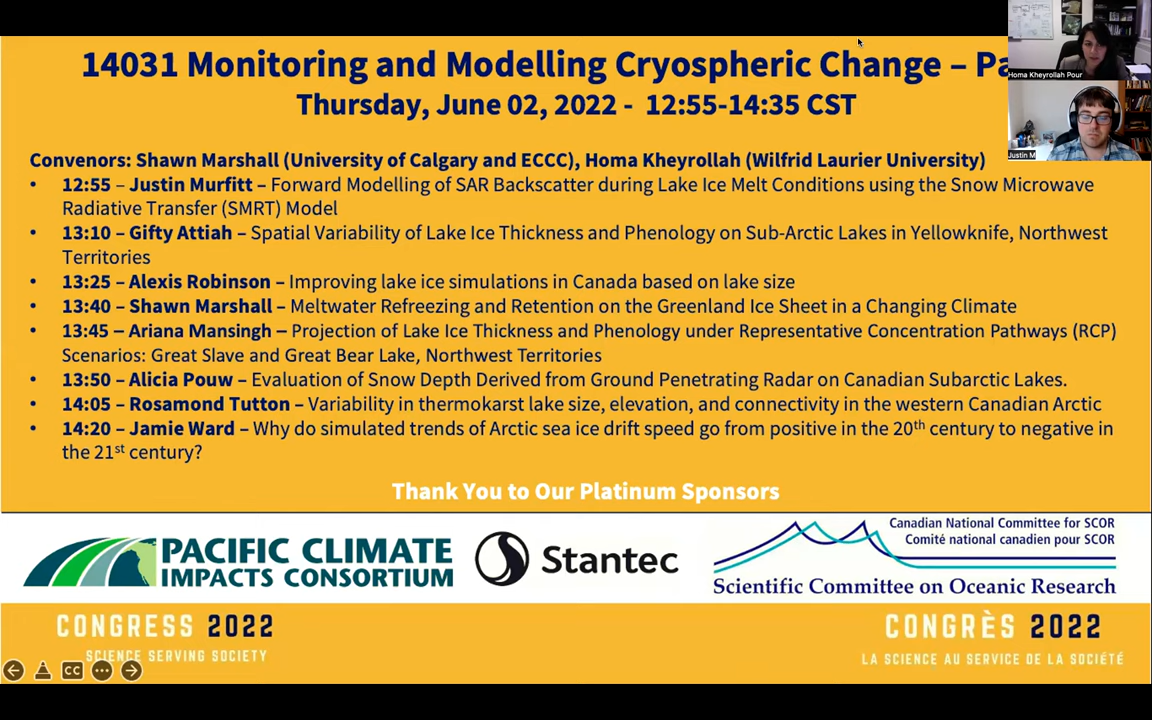 14031 Monitoring and Modelling Cryospheric Change – Pa
Thursday, June 02, 2022 - 12:55-14:35 CST
Homa Kheyrollah Pour
Justin M
Convenors: Shawn Marshall (University of Calgary and ECCC), Homa Kheyrollah (Wilfrid Laurier University)
• 12:55 – Justin Murfitt – Forward Modelling of SAR Backscatter during Lake Ice Melt Conditions using the Snow Microwave
Radiative Transfer (SMRT) Model
• 13:10 – Gifty Attiah – Spatial Variability of Lake Ice Thickness and Phenology on Sub-Arctic Lakes in Yellowknife, Northwest
Territories
• 13:25 – Alexis Robinson – Improving lake ice simulations in Canada based on lake size
• 13:40 – Shawn Marshall – Meltwater Refreezing and Retention on the Greenland Ice Sheet in a Changing Climate
• 13:45 – Ariana Mansingh – Projection of Lake Ice Thickness and Phenology under Representative Concentration Pathways (RCP)
Scenarios: Great Slave and Great Bear Lake, Northwest Territories
• 13:50 – Alicia Pouw – Evaluation of Snow Depth Derived from Ground Penetrating Radar on Canadian Subarctic Lakes.
• 14:05 – Rosamond Tutton – Variability in thermokarst lake size, elevation, and connectivity in the western Canadian Arctic
• 14:20 – Jamie Ward – Why do simulated trends of Arctic sea ice drift speed go from positive in the 20th century to negative in
the 21st century?
Thank You to Our Platinum Sponsors
PACIFIC CLIMATE
IMPACTS CONSORTIUM
Stantec
Canadian National Committee for SCOR
Comité national canadien pour SCOR
Scientific Committee on Oceanic Research
CONGRESS 2022
SCIENCE SERVING SOCIETY
CONGRÈS 2022
LA SCIENCE AU SERVICE DE LA SOCIÉTÉ
CC